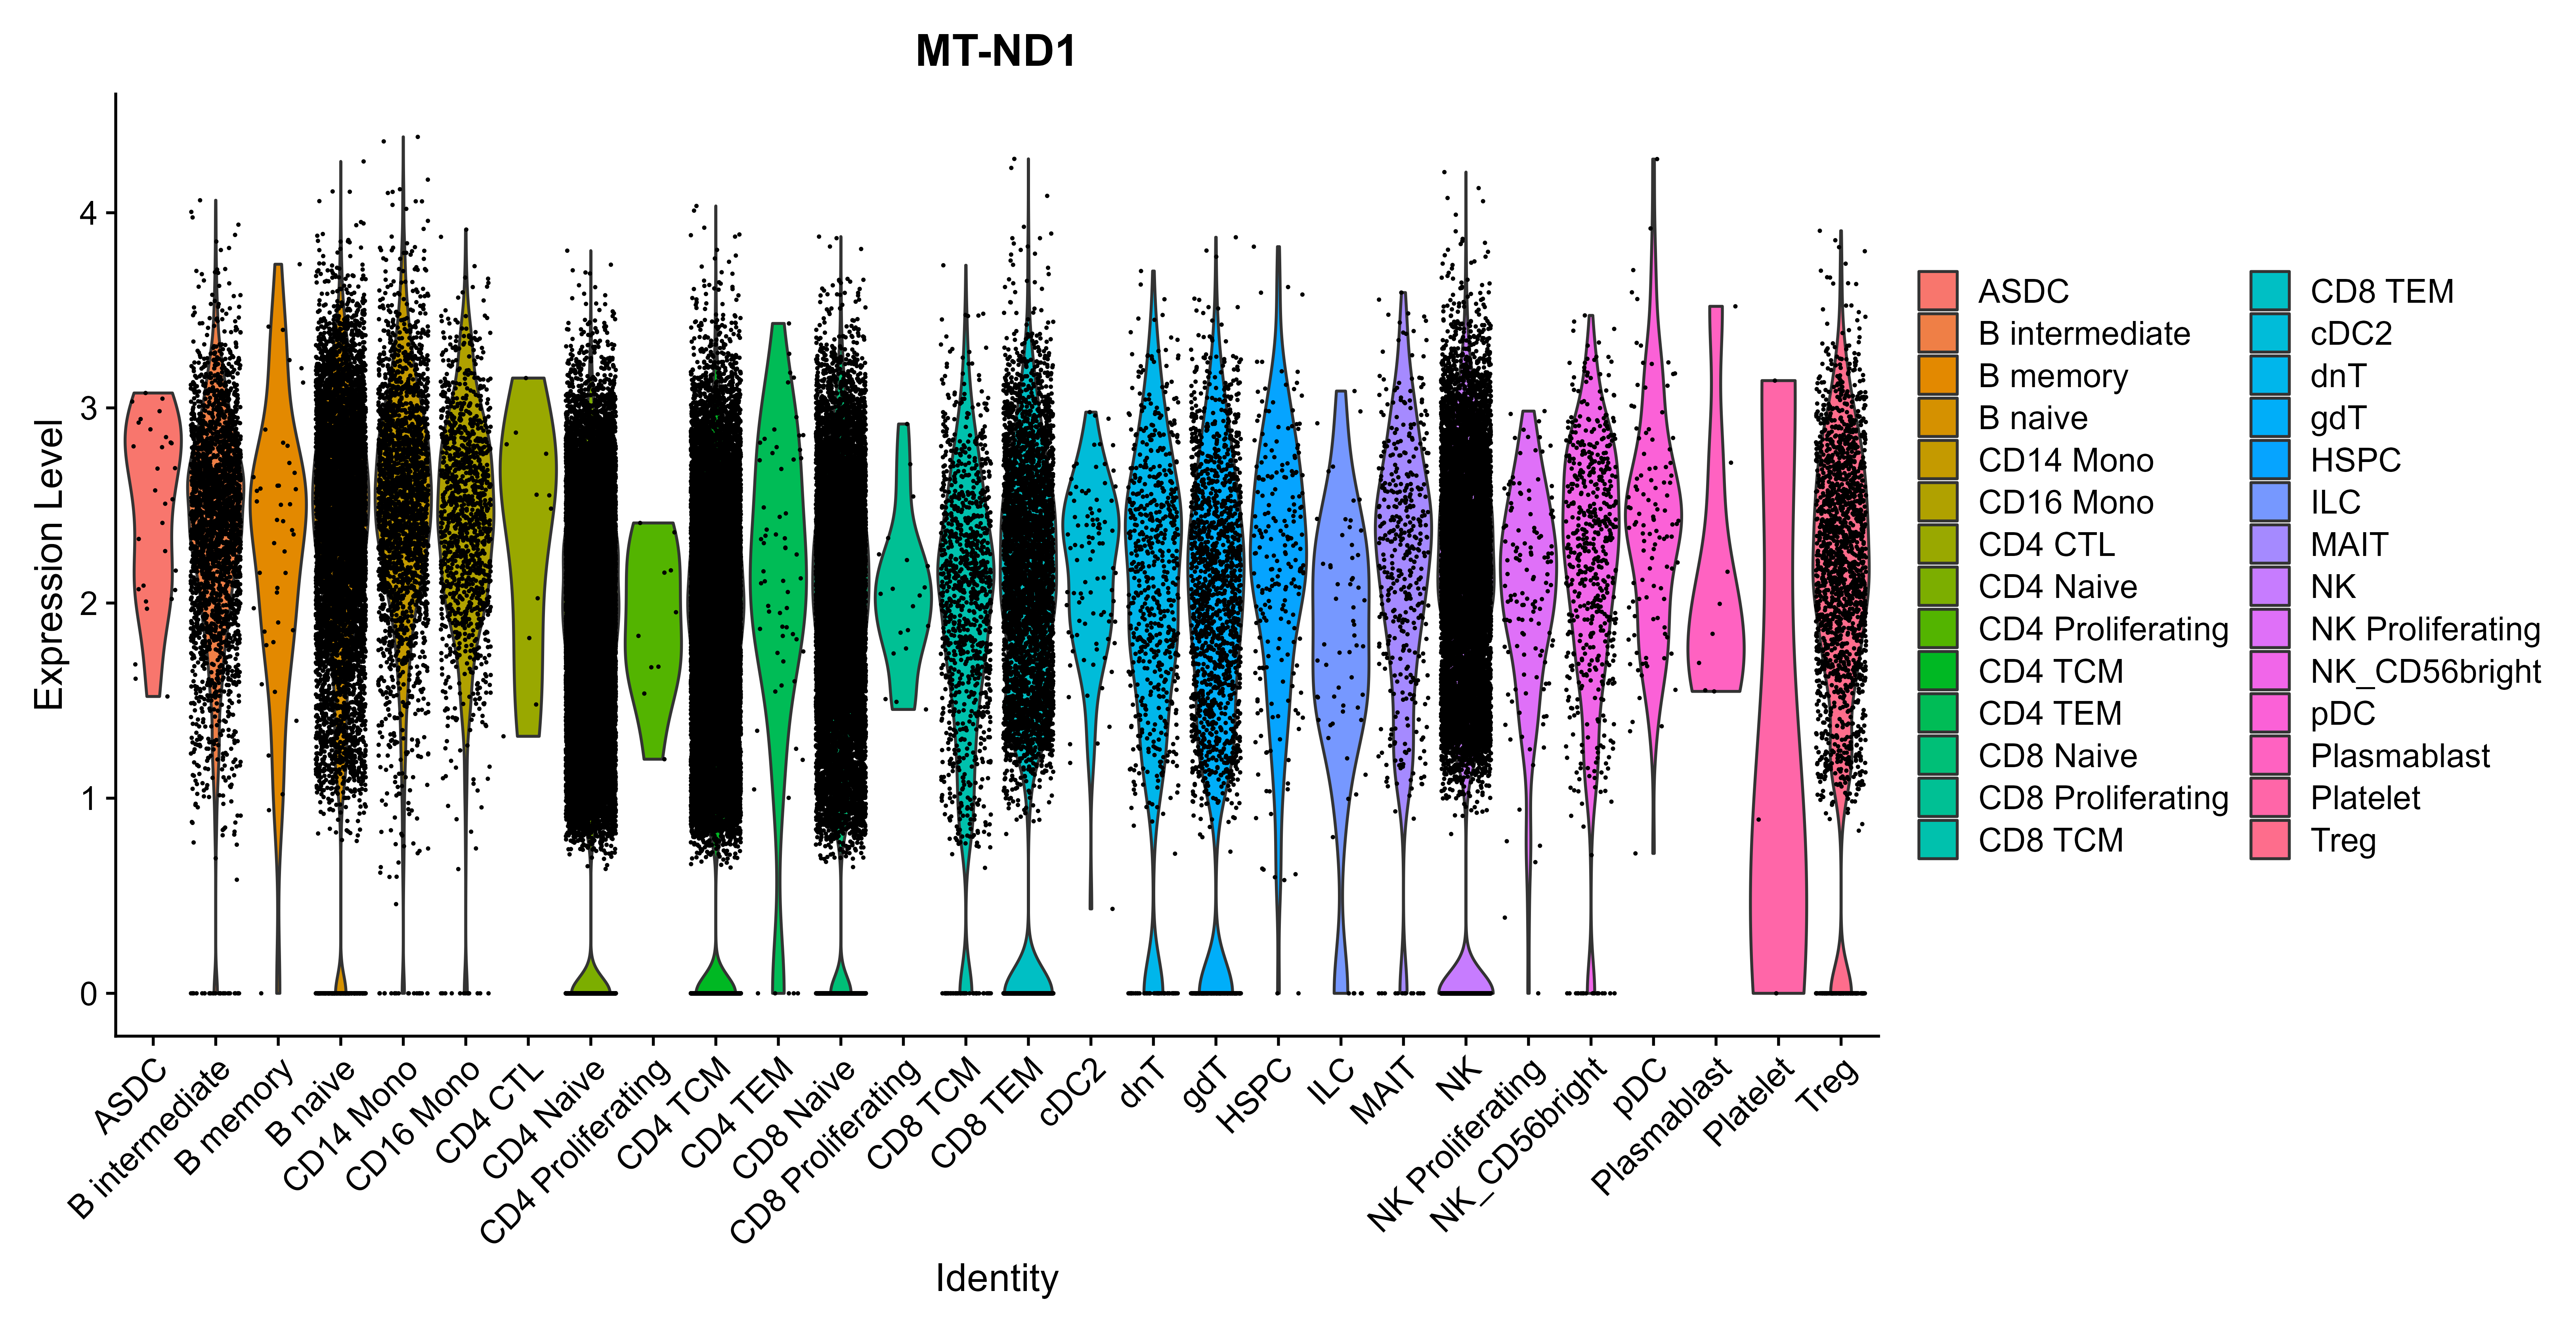 MT-ND1
Expression Level
4
3
2
1
0
ASDC
B intermediate
B memory
B naive
CD14 Mono
CD16 Mono
CD4 CTL
CD4 Naive
CD4 Proliferating
CD4 TCM
CD4 TEM
CD8 Naive
CD8 Proliferating
CD8 TCM
CD8 TEM
cDC2
dnT
gdT
HSPC
ILC
MAIT
NK
NK Proliferating
NK_CD56bright
pDC
Plasmablast
Platelet
Treg
Identity
ASDC
B intermediate
B memory
B naive
CD14 Mono
CD16 Mono
CD4 CTL
CD4 Naive
CD4 Proliferating
CD4 TCM
CD4 TEM
CD8 Naive
CD8 Proliferating
CD8 TCM
CD8 TEM
cDC2
dnT
gdT
HSPC
ILC
MAIT
NK
NK Proliferating
NK_CD56bright
pDC
Plasmablast
Platelet
Treg